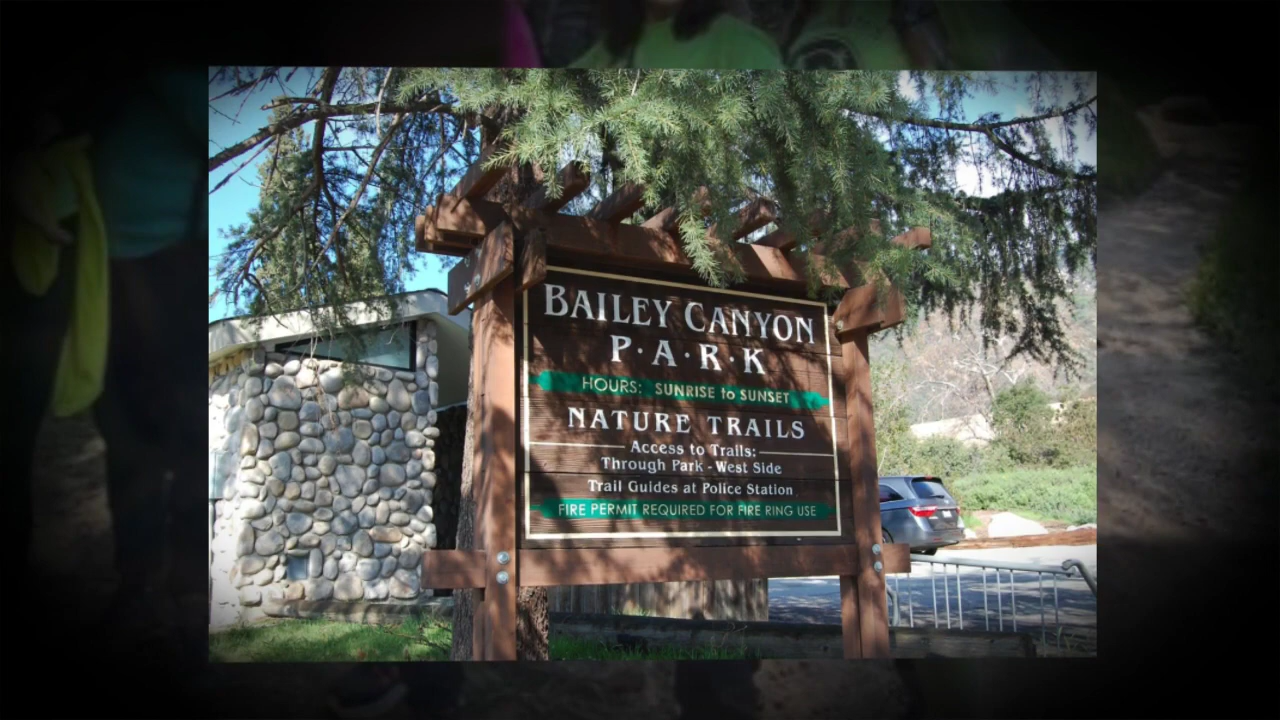 BAILEY CANYON
P·A·R·K
HOURS: SUNRISE to SUNSET
NATURE TRAILS
Access to Trails:
Through Park - West Side
Trail Guides at Police Station
FIRE PERMIT REQUIRED FOR FIRE RING USE